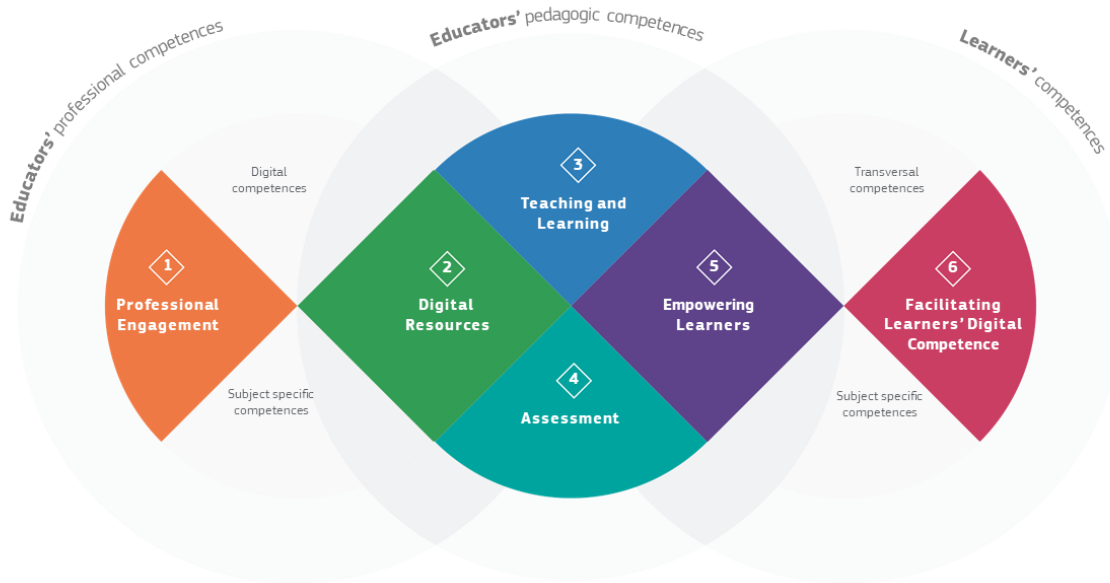 Educators' professional competences
Educators' pedagogic competences
Learners' competences
Digital
competences
Transversal
competences
1
Professional
Engagement
2
Digital
Resources
3
Teaching and
Learning
4
Assessment
5
Empowering
Learners
6
Facilitating
Learners' Digital
Competence
Subject specific
competences
Subject specific
competences